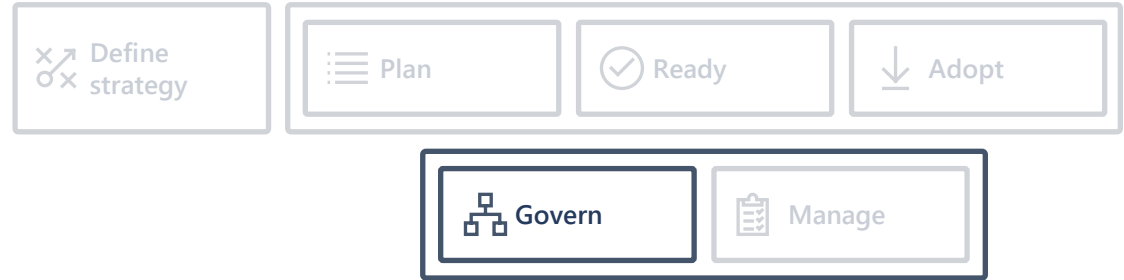 Define
strategy
Plan
Ready
Adopt
Govern
Manage